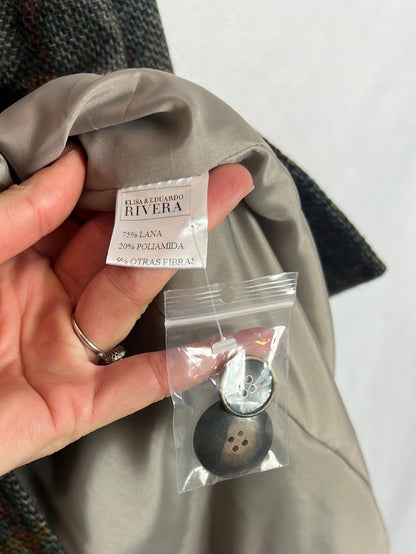 ELISA & EDUARDO
RIVERA
75% LANA
20% POLIAMIDA
5% OTRAS FIBRAS